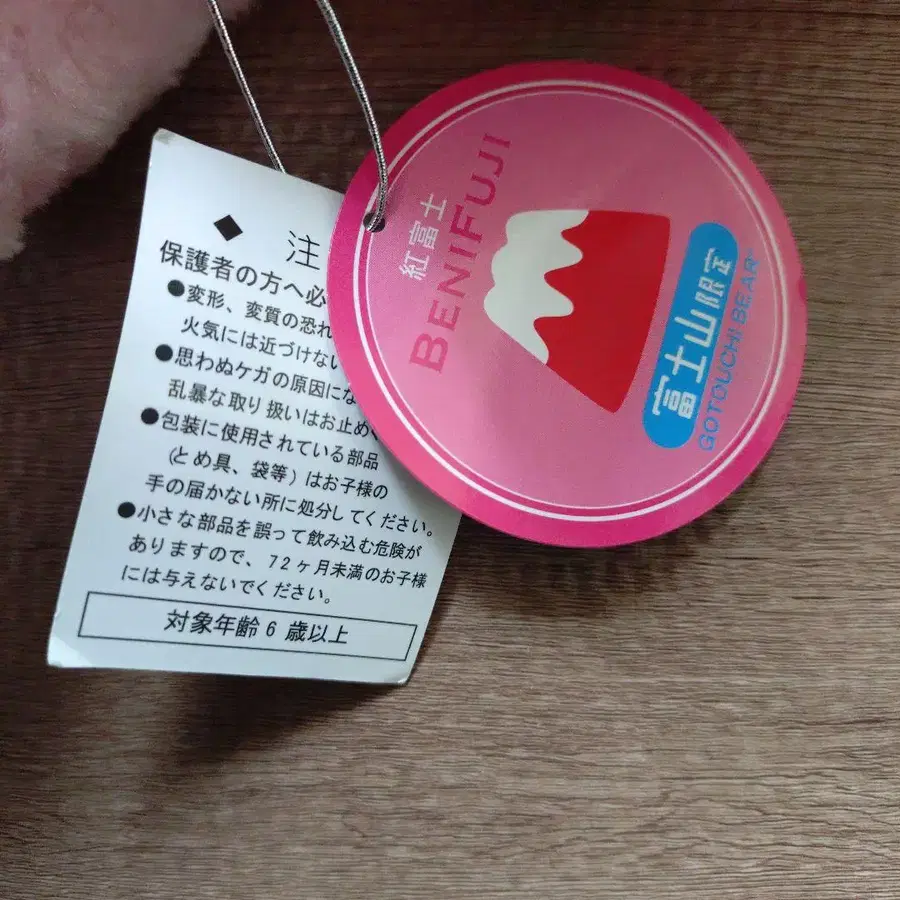 ◆ 注
保護者の方へ必
●変形、変質の恐れ
火気には近づけない
●思わぬケガの原因にな
乱暴な取り扱いはお止め
●包装に使用されている部品
(とめ具、袋等)はお子様の
手の届かない所に処分してください。
●小さな部品を誤って飲み込む危険が
ありますので、72ヶ月未満のお子様
には与えないでください。
対象年齢6歳以上
紅富士
BENIFUJI
富士山限定
GOTOUCHI BEAR™